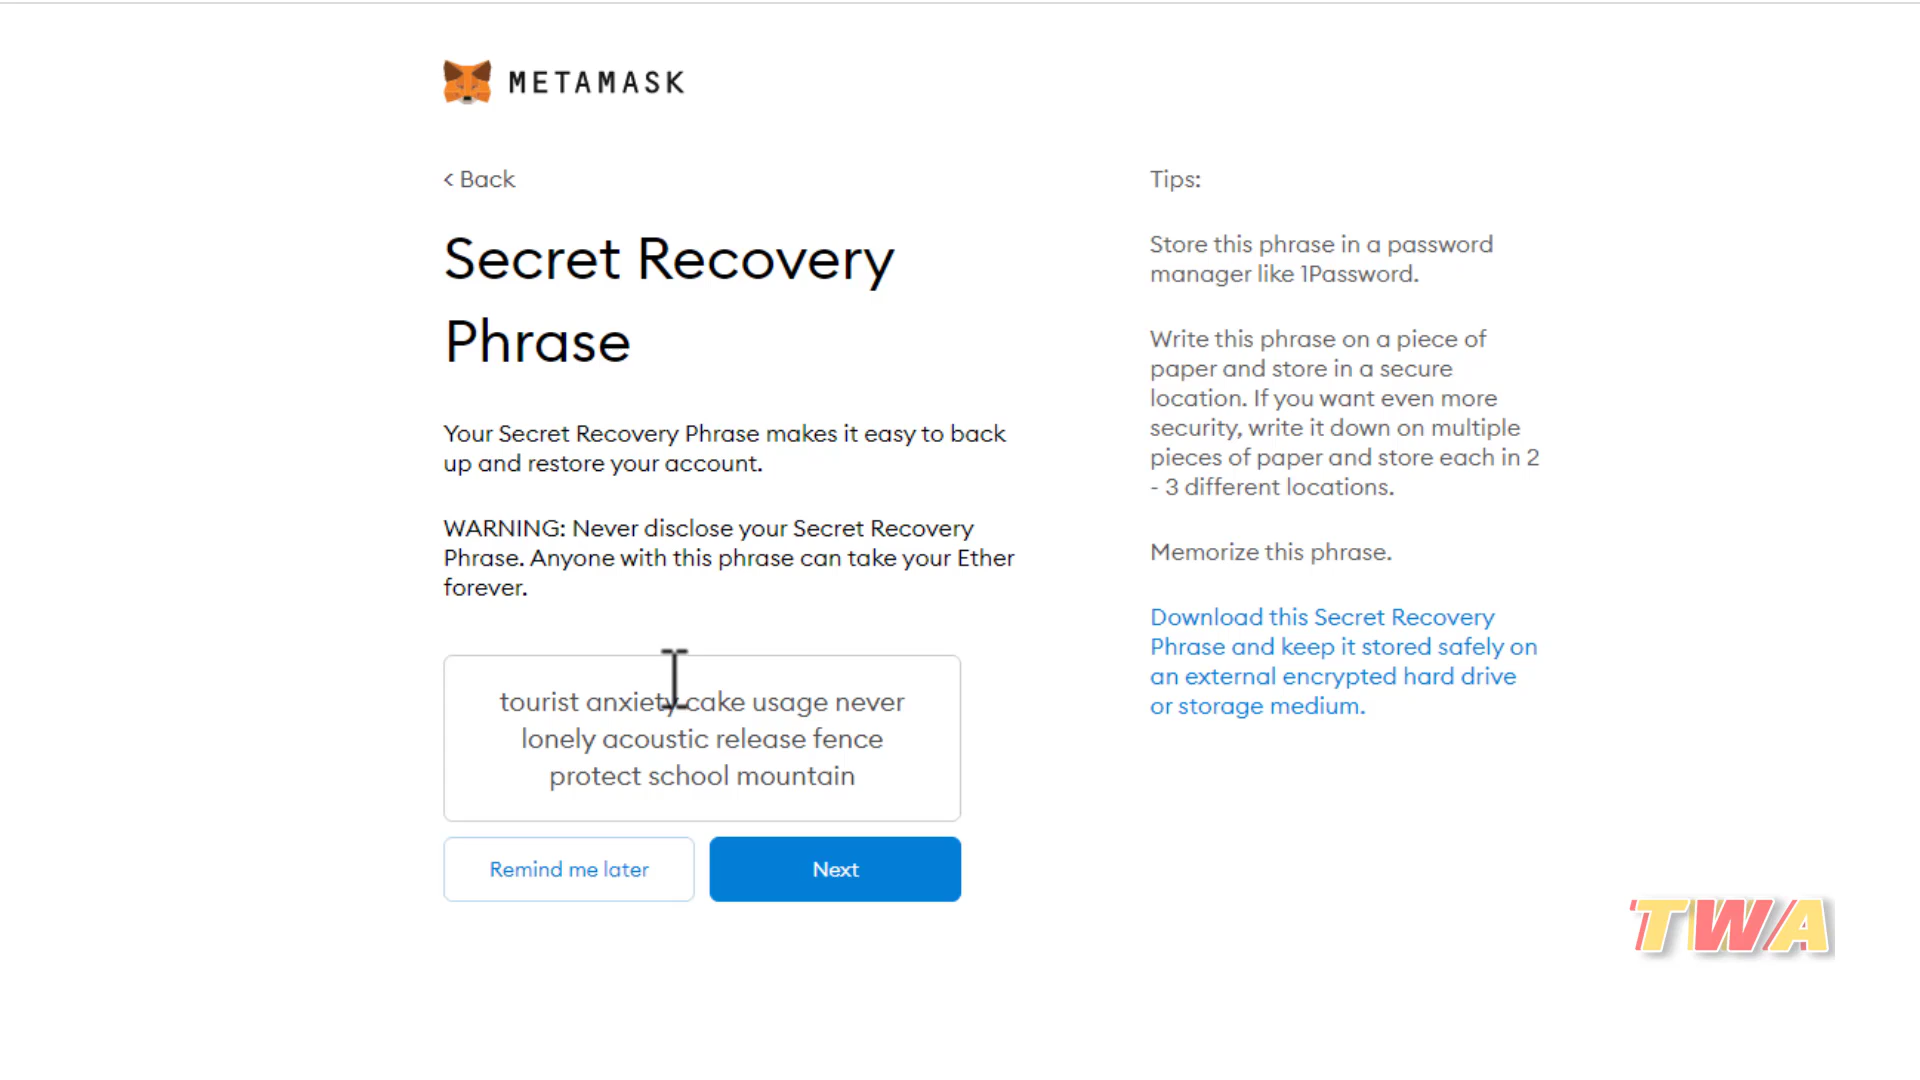 METAMASK
< Back
Secret Recovery
Phrase
Your Secret Recovery Phrase makes it easy to back
up and restore your account.
WARNING: Never disclose your Secret Recovery
Phrase. Anyone with this phrase can take your Ether
forever.
tourist anxiety cake usage never
lonely acoustic release fence
protect school mountain
Remind me later
Next
Tips:
Store this phrase in a password
manager like 1Password.
Write this phrase on a piece of
paper and store in a secure
location. If you want even more
security, write it down on multiple
pieces of paper and store each in 2
- 3 different locations.
Memorize this phrase.
Download this Secret Recovery
Phrase and keep it stored safely on
an external encrypted hard drive
or storage medium.
TWA